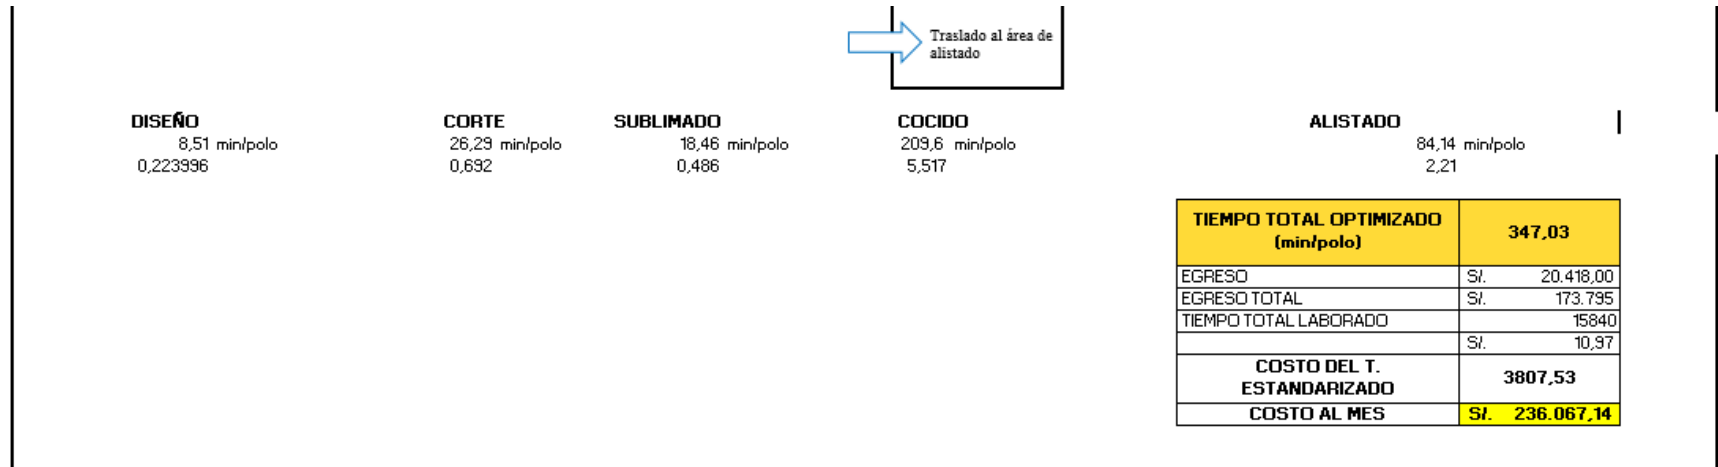 Traslado al área de
alistado
DISEÑO CORTE SUBLIMADO COCIDO ALISTADO
8,51 min/polo 26,29 min/polo 18,46 min/polo 209,6 min/polo 84,14 min/polo
0,223996 0,692 0,486 5,517 2,21
TIEMPO TOTAL OPTIMIZADO
(min/polo) 347,03
EGRESO S/. 20.418,00
EGRESO TOTAL S/. 173.795
TIEMPO TOTAL LABORADO 15840
S/. 10,97
COSTO DEL T.
ESTANDARIZADO 3807,53
COSTO AL MES S/. 236.067,14